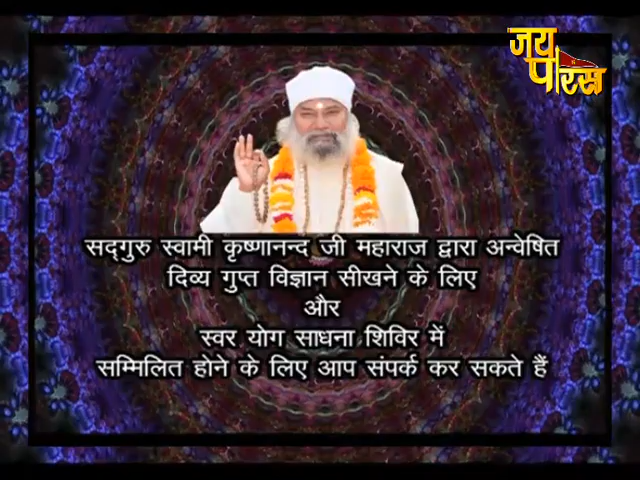 जय
पारस
सद्गुरु स्वामी कृष्णानन्द जी महाराज द्वारा अन्वेषित
दिव्य गुप्त विज्ञान सीखने के लिए
और
स्वर योग साधना शिविर में
सम्मिलित होने के लिए आप संपर्क कर सकते हैं